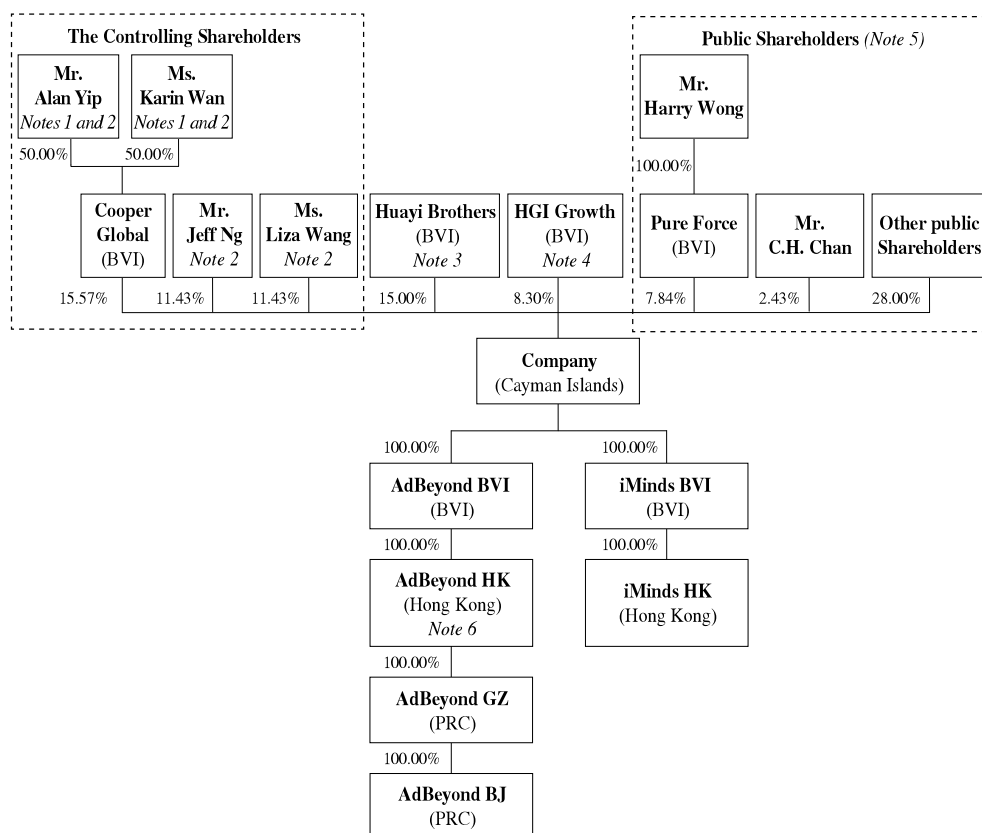 The Controlling Shareholders
Public Shareholders (Note 5)
Mr.
Alan Yip
Notes 1 and 2
Ms.
Karin Wan
Notes 1 and 2
Mr.
Harry Wong
50.00%
50.00%
100.00%
Cooper
Global
(BVI)
Mr.
Jeff Ng
Note 2
Ms.
Liza Wang
Note 2
Huayi Brothers
(BVI)
Note 3
HGI Growth
(BVI)
Note 4
Pure Force
(BVI)
Mr.
C.H. Chan
Other public
Shareholders
15.57%
11.43%
11.43%
15.00%
8.30%
7.84%
2.43%
28.00%
Company
(Cayman Islands)
100.00%
100.00%
AdBeyond BVI
(BVI)
iMinds BVI
(BVI)
100.00%
100.00%
AdBeyond HK
(Hong Kong)
Note 6
iMinds HK
(Hong Kong)
100.00%
AdBeyond GZ
(PRC)
100.00%
AdBeyond BJ
(PRC)